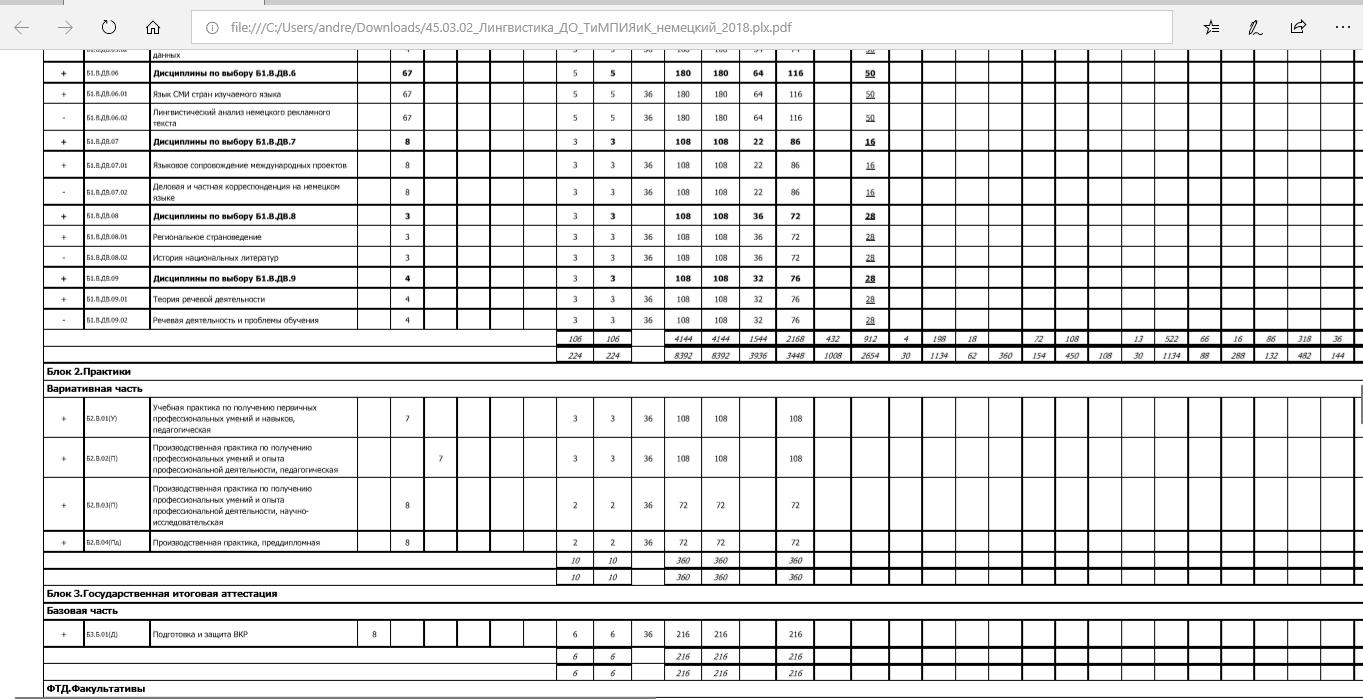 file:///C:/Users/andre/Downloads/45.03.02_Лингвистика_ДО_ТиМПИЯиК_немецкий_2018.plx.pdf
данных
+ Б1.В.ДВ.06 Дисциплины по выбору Б1.В.ДВ.6 67 5 5 180 180 64 116 50
+ Б1.В.ДВ.06.01 Язык СМИ стран изучаемого языка 67 5 5 36 180 180 64 116 50
- Б1.В.ДВ.06.02 Лингвистический анализ немецкого рекламного
текста 67 5 5 36 180 180 64 116 50
+ Б1.В.ДВ.07 Дисциплины по выбору Б1.В.ДВ.7 8 3 3 108 108 22 86 16
+ Б1.В.ДВ.07.01 Языковое сопровождение международных проектов 8 3 3 36 108 108 22 86 16
- Б1.В.ДВ.07.02 Деловая и частная корреспонденция на немецком
языке 8 3 3 36 108 108 22 86 16
+ Б1.В.ДВ.08 Дисциплины по выбору Б1.В.ДВ.8 3 3 3 108 108 36 72 28
+ Б1.В.ДВ.08.01 Региональное страноведение 3 3 3 36 108 108 36 72 28
- Б1.В.ДВ.08.02 История национальных литератур 3 3 3 36 108 108 36 72 28
+ Б1.В.ДВ.09 Дисциплины по выбору Б1.В.ДВ.9 4 3 3 108 108 32 76 28
+ Б1.В.ДВ.09.01 Теория речевой деятельности 4 3 3 36 108 108 32 76 28
- Б1.В.ДВ.09.02 Речевая деятельность и проблемы обучения 4 3 3 36 108 108 32 76 28
106 106 4144 4144 1544 2168 432 912 4 198 18 72 108 13 522 66 16 86 318 36
224 224 8392 8392 3936 3448 1008 2654 30 1134 62 360 154 450 108 30 1134 88 288 132 482 144
Блок 2.Практики
Вариативная часть
+ Б2.В.01(У) Учебная практика по получению первичных
профессиональных умений и навыков,
педагогическая 7 3 3 36 108 108 108
+ Б2.В.02(П) Производственная практика по получению
профессиональных умений и опыта
профессиональной деятельности, педагогическая 7 3 3 36 108 108 108
+ Б2.В.03(П) Производственная практика по получению
профессиональных умений и опыта
профессиональной деятельности, научно-
исследовательская 8 2 2 36 72 72 72
+ Б2.В.04(Пд) Производственная практика, преддипломная 8 2 2 36 72 72 72
10 10 360 360 360
10 10 360 360 360
Блок 3.Государственная итоговая аттестация
Базовая часть
+ Б3.Б.01(Д) Подготовка и защита ВКР 8 6 6 36 216 216 216
6 6 216 216 216
6 6 216 216 216
ФТД.Факультативы